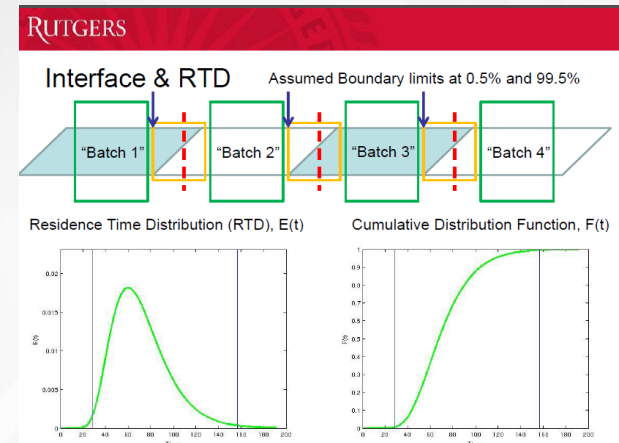 RUTGERS
Interface & RTD
Assumed Boundary limits at 0.5% and 99.5%
“Batch 1”
“Batch 2”
“Batch 3”
“Batch 4”
Residence Time Distribution (RTD), E(t)
Cumulative Distribution Function, F(t)
0.02
0.015
0.01
0.005
0
E(t)
0 20 40 60 80 100 120 140 160 180 200
1
0.9
0.8
0.7
0.6
0.5
0.4
0.3
0.2
0.1
0
F(t)
0 20 40 60 80 100 120 140 160 180 200